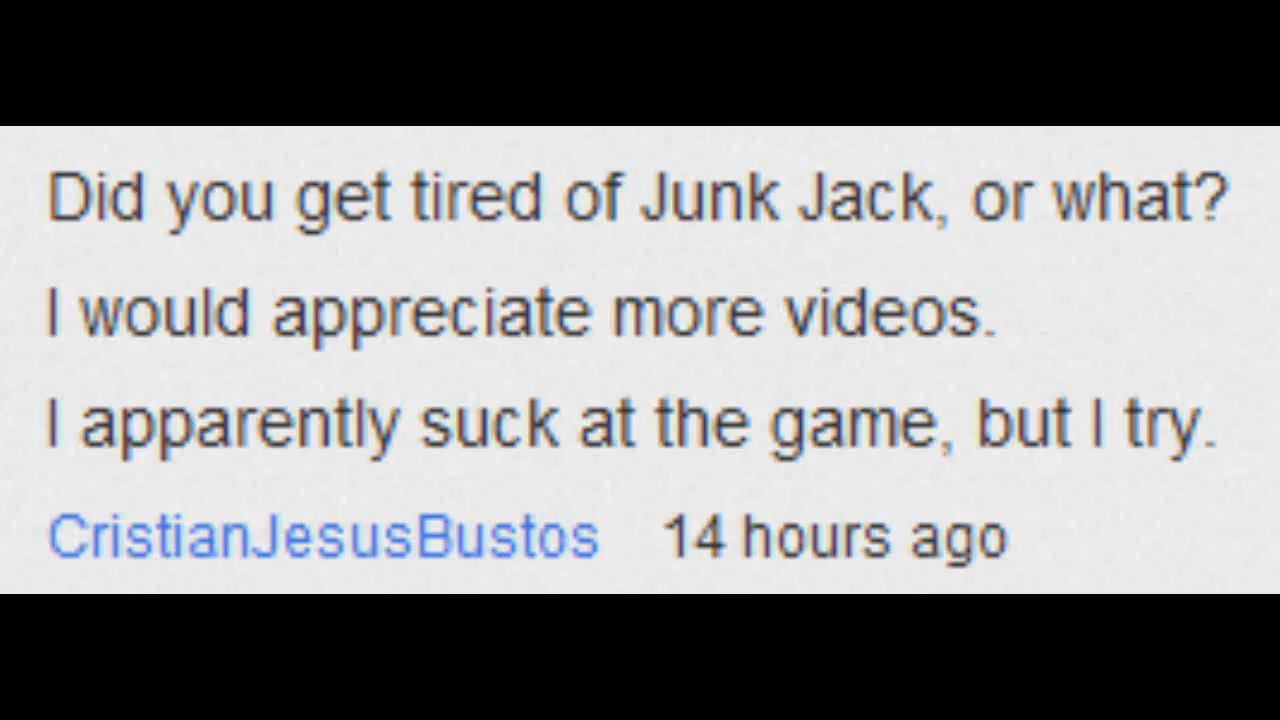 Did you get tired of Junk Jack, or what?
I would appreciate more videos.
I apparently suck at the game, but I try.
CristianJesusBustos 14 hours ago